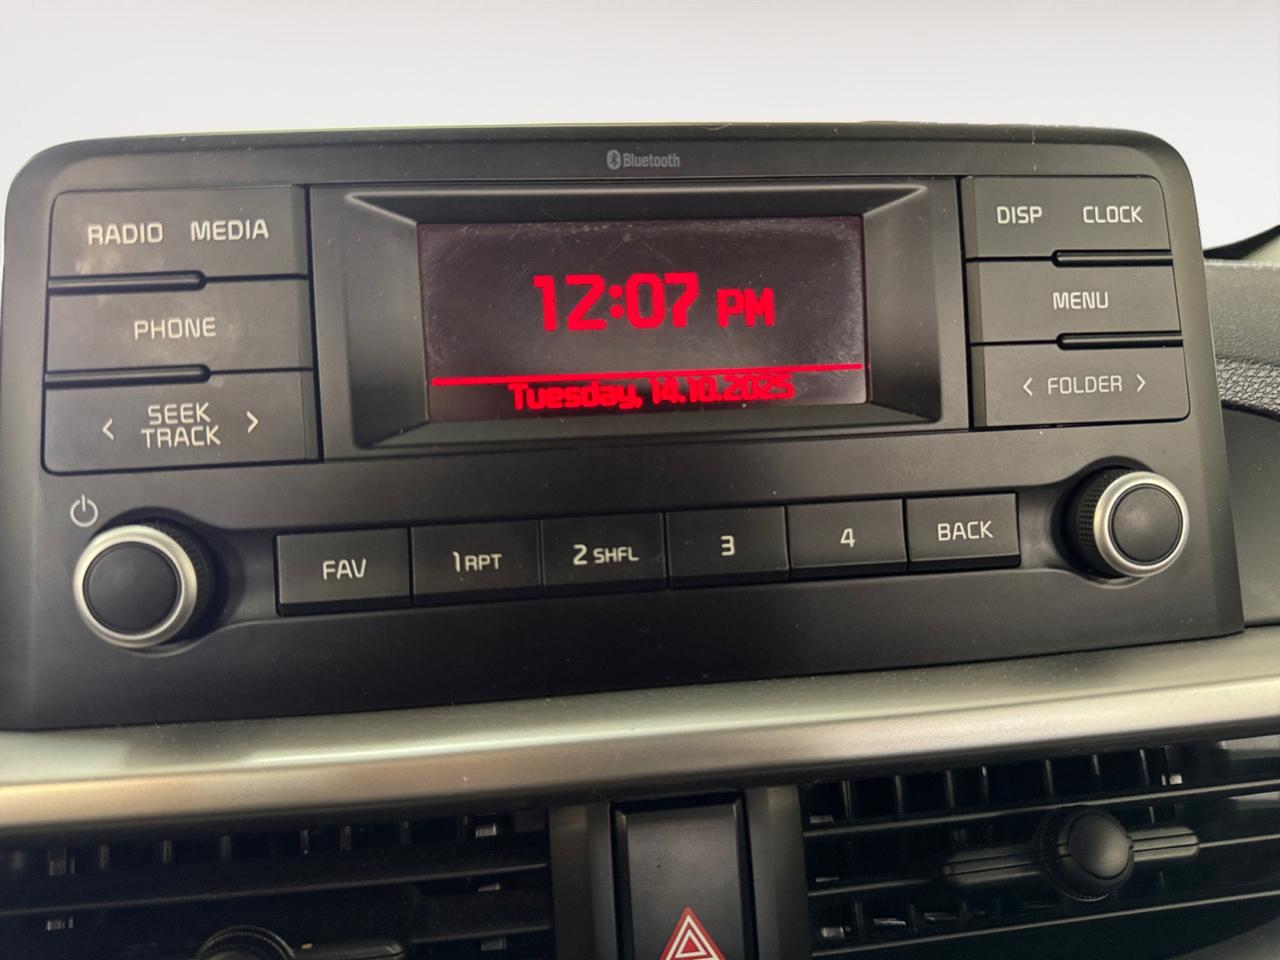 Bluetooth
RADIO MEDIA
PHONE
< SEEK TRACK >
12:07 PM
Tuesday, 14.10.2025
DISP CLOCK
MENU
< FOLDER >
FAV
1 RPT
2 SHFL
3
4
BACK